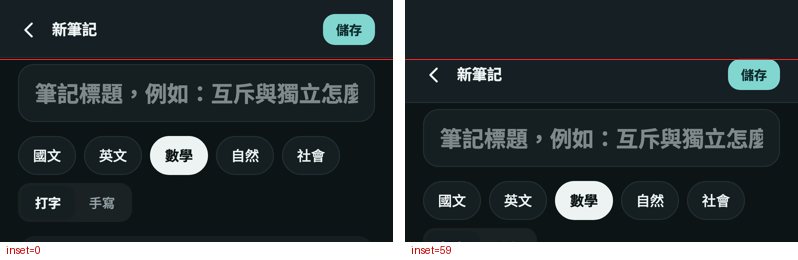 新筆記
儲存
筆記標題，例如：互斥與獨立怎麼
國文
英文
數學
自然
社會
打字
手寫
inset=0
新筆記
儲存
筆記標題，例如：互斥與獨立怎麼
國文
英文
數學
自然
社會
inset=59